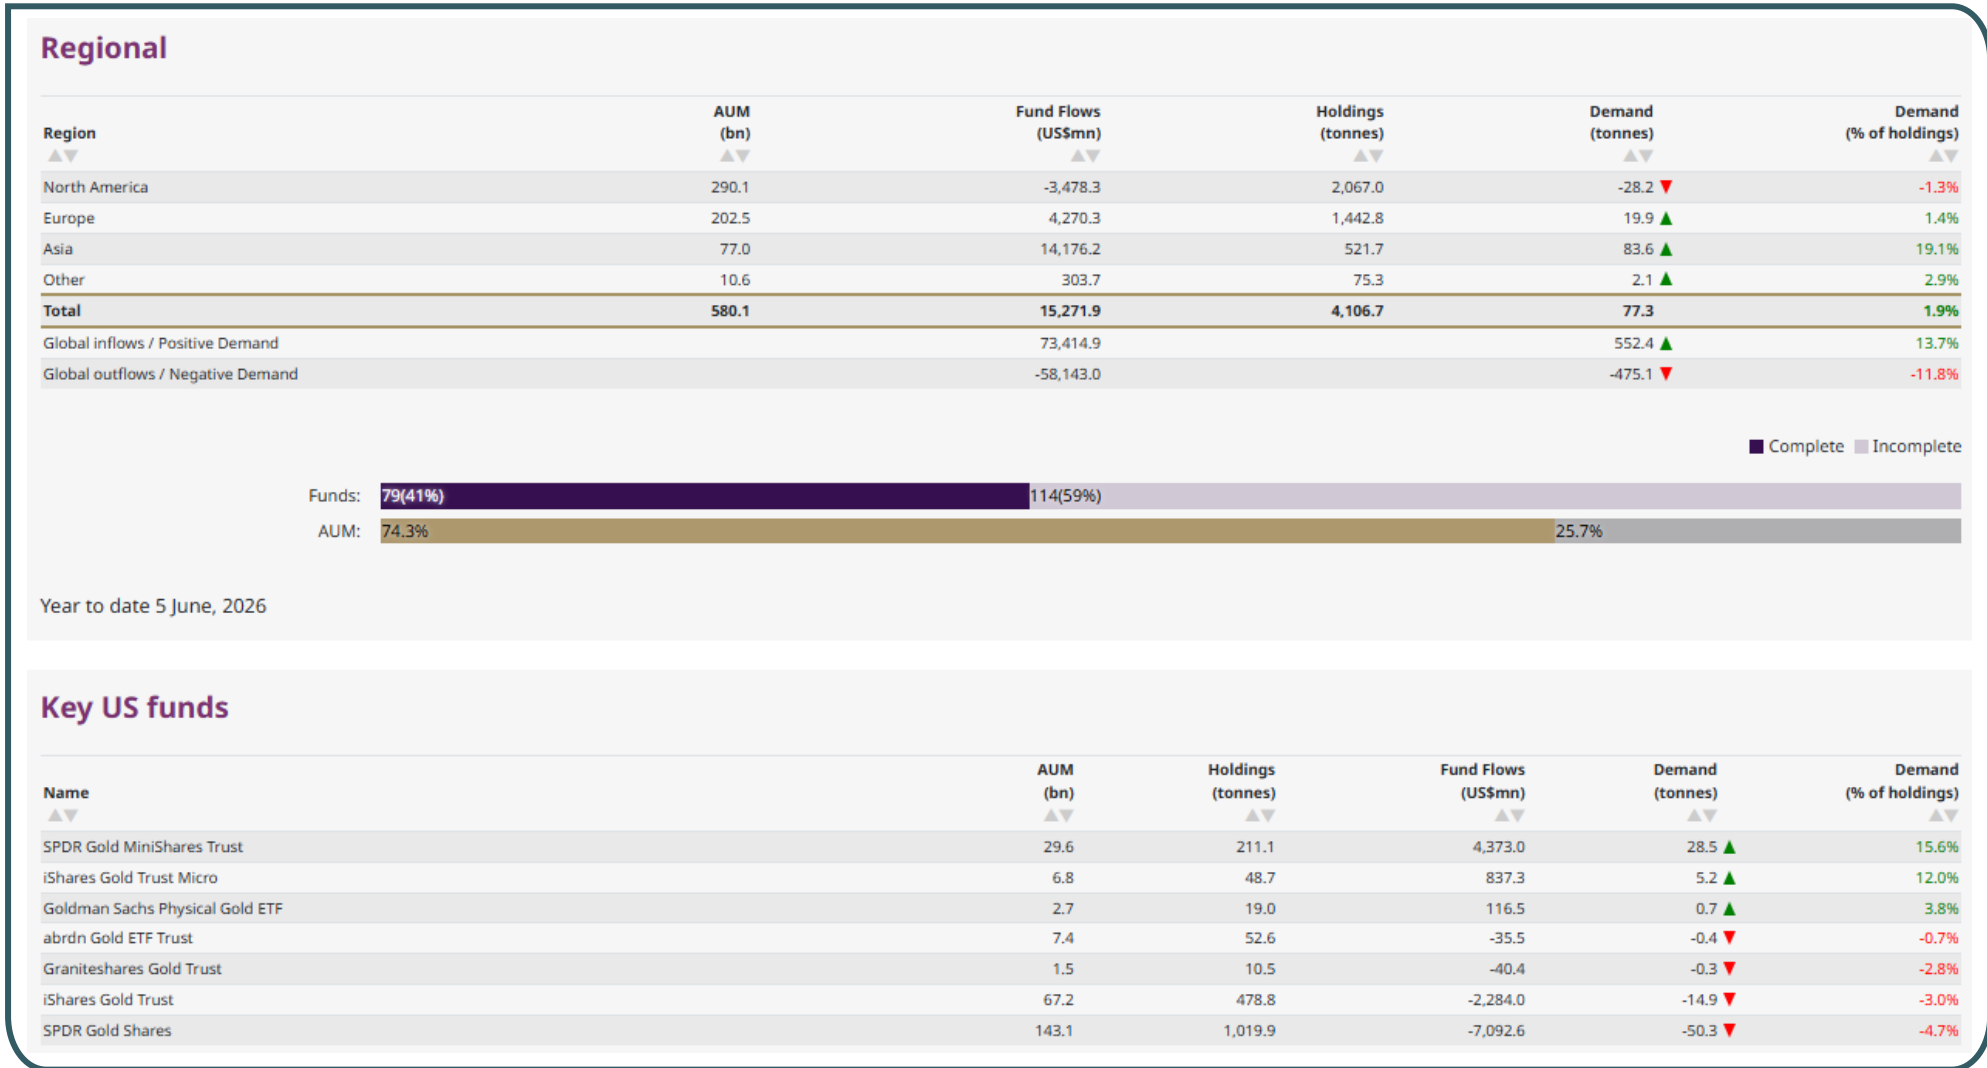 Regional
Region AUM (bn) Fund Flows (US$mn) Holdings (tonnes) Demand (tonnes) Demand (% of holdings)
North America 290.1 -3,478.3 2,067.0 -28.2 -1.3%
Europe 202.5 4,270.3 1,442.8 19.9 1.4%
Asia 77.0 14,176.2 521.7 83.6 19.1%
Other 10.6 303.7 75.3 2.1 2.9%
Total 580.1 15,271.9 4,106.7 77.3 1.9%
Global inflows / Positive Demand 73,414.9 552.4 13.7%
Global outflows / Negative Demand -58,143.0 -475.1 -11.8%
Complete Incomplete
Funds: 79(41%) 114(59%)
AUM: 74.3% 25.7%
Year to date 5 June, 2026
Key US funds
Name AUM (bn) Holdings (tonnes) Fund Flows (US$mn) Demand (tonnes) Demand (% of holdings)
SPDR Gold MiniShares Trust 29.6 211.1 4,373.0 28.5 15.6%
iShares Gold Trust Micro 6.8 48.7 837.3 5.2 12.0%
Goldman Sachs Physical Gold ETF 2.7 19.0 116.5 0.7 3.8%
abrdn Gold ETF Trust 7.4 52.6 -35.5 -0.4 -0.7%
Graniteshares Gold Trust 1.5 10.5 -40.4 -0.3 -2.8%
iShares Gold Trust 67.2 478.8 -2,284.0 -14.9 -3.0%
SPDR Gold Shares 143.1 1,019.9 -7,092.6 -50.3 -4.7%